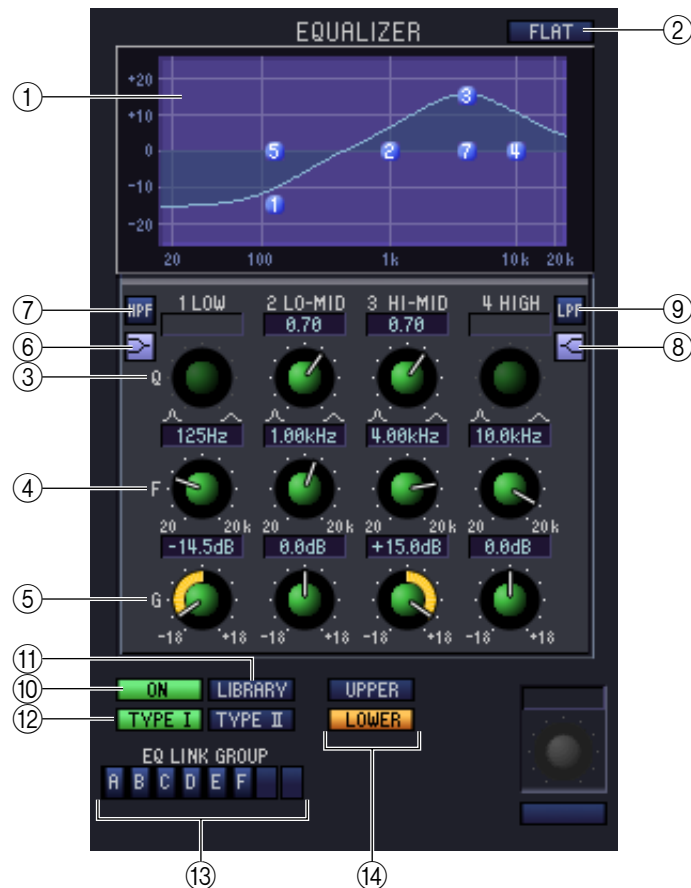 EQUALIZER FLAT ②
①
+20
+10
0
-10
-20
③
⑤ ② ⑦ ④
①
20 100 1k 10k 20k
⑦ HPF 1 LOW 2 LO-MID 3 HI-MID 4 HIGH LPF ⑨
0.70 0.70
⑥ ⑧
③ Q
125Hz 1.00kHz 4.00kHz 10.0kHz
④ F
20 20k 20 20k 20 20k 20 20k
-14.5dB 0.0dB +15.0dB 0.0dB
⑤ G
-18 +18 -18 +18 -18 +18 -18 +18
⑪
⑩ ON LIBRARY UPPER
⑫ TYPE I TYPE II LOWER
EQ LINK GROUP
A B C D E F
⑬ ⑭